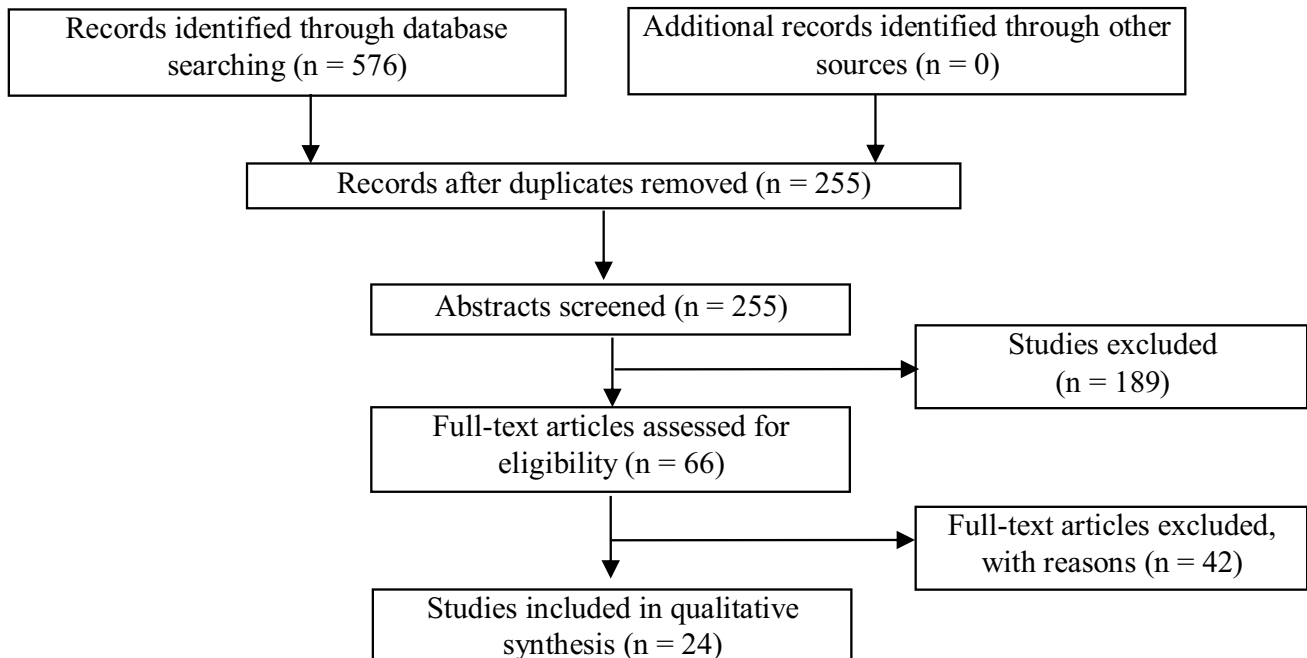 Records identified through database
searching (n = 576)
Additional records identified through other
sources (n = 0)
Records after duplicates removed (n = 255)
Abstracts screened (n = 255)
Studies excluded
(n = 189)
Full-text articles assessed for
eligibility (n = 66)
Full-text articles excluded,
with reasons (n = 42)
Studies included in qualitative
synthesis (n = 24)